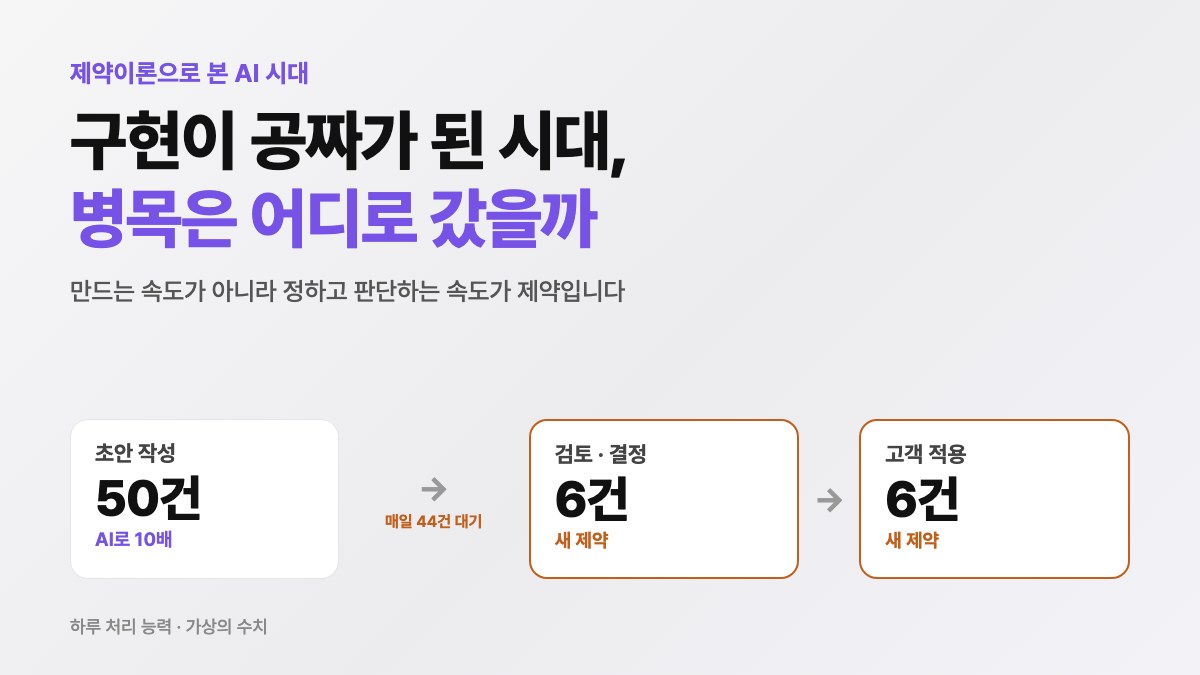 제약이론으로 본 AI 시대
구현이 공짜가 된 시대,
병목은 어디로 갔을까
만드는 속도가 아니라 정하고 판단하는 속도가 제약입니다
초안 작성
50건
AI로 10배
→
매일 44건 대기
검토 · 결정
6건
새 제약
→
고객 적용
6건
새 제약
하루 처리 능력 · 가상의 수치